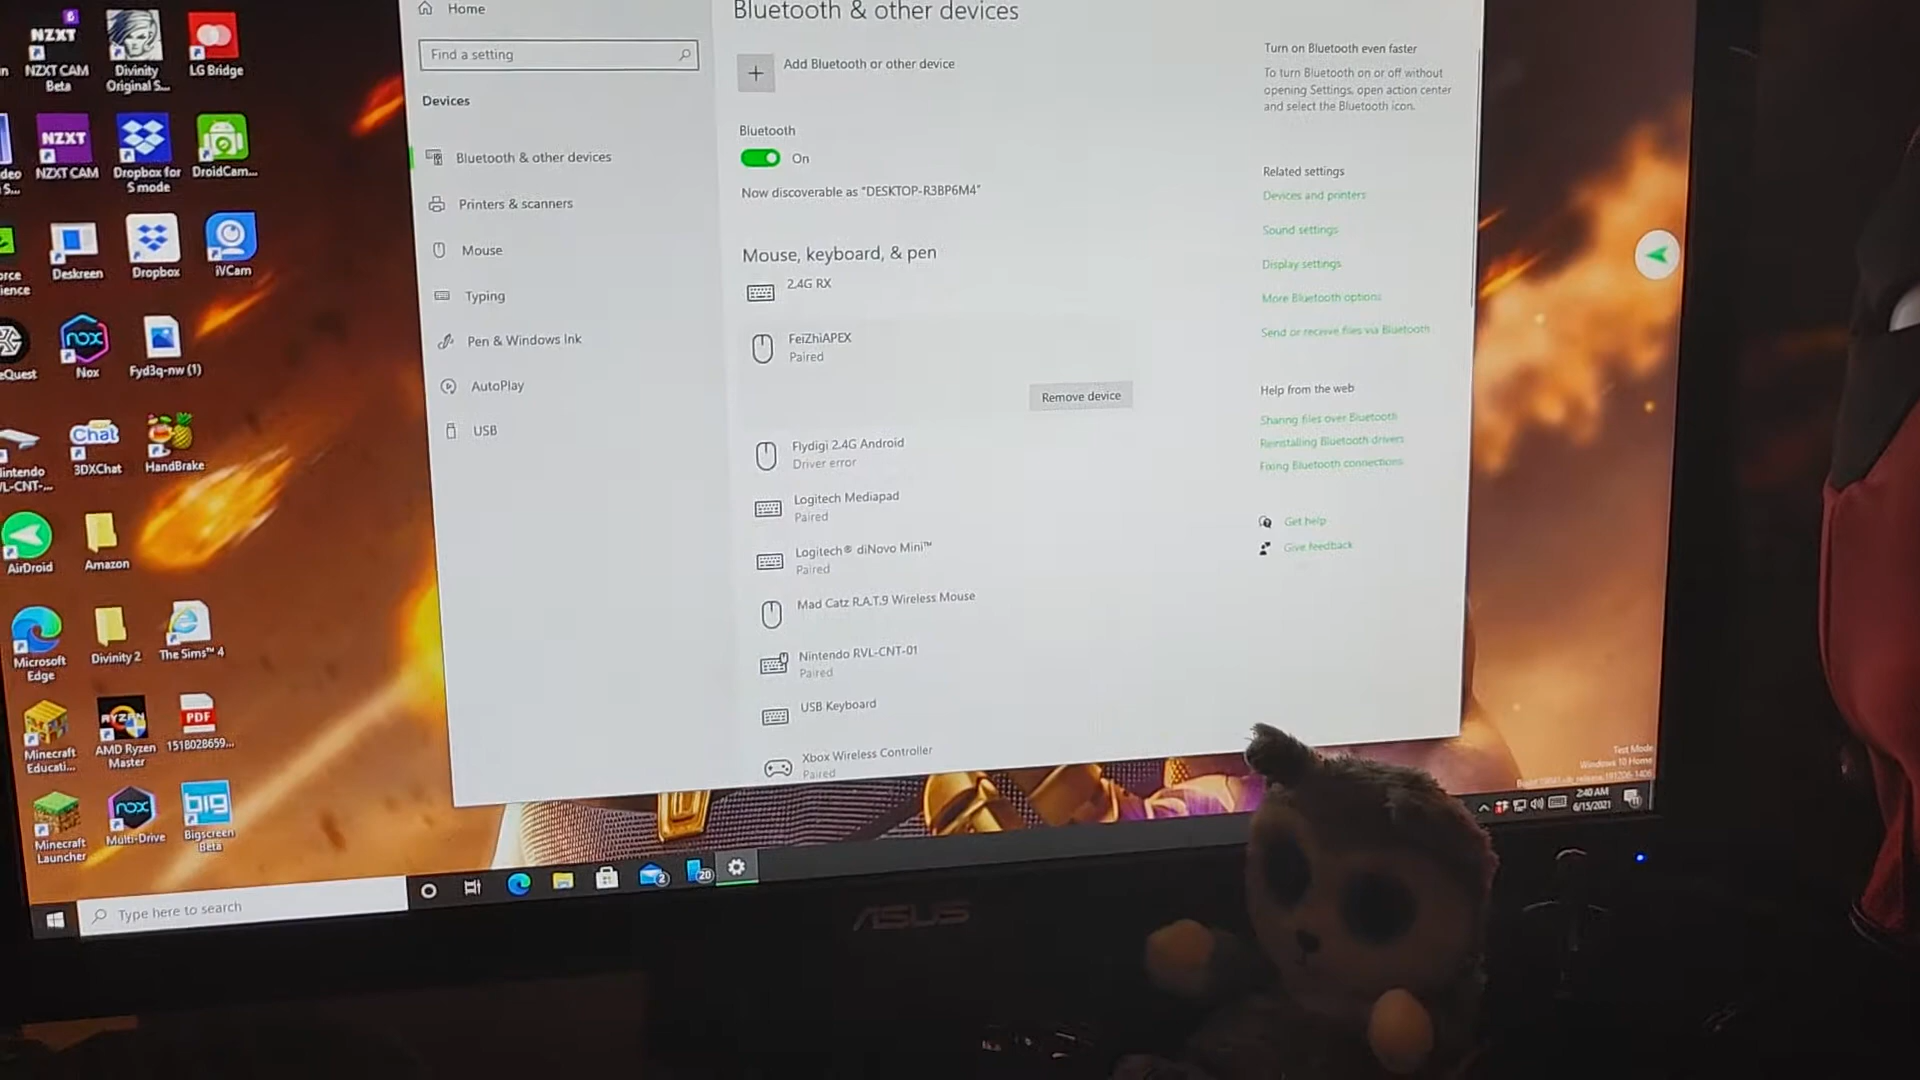 NZXT CAM
Beta
Divinity
Original S...
LG Bridge
NZXT
NZXT CAM
Dropbox for
S mode
DroidCam...
Deskreen
Dropbox
iVCam
nox
Nox
Fyd3q-nw (1)
Chat
3DXChat
HandBrake
AirDroid
Amazon
Microsoft
Edge
Divinity 2
The Sims™ 4
Minecraft
Educati...
RYZEN
AMD Ryzen
Master
PDF
Minecraft
Launcher
nox
Multi-Drive
big
Bigscreen
Beta
Type here to search
Home
Find a setting
Devices
Bluetooth & other devices
Printers & scanners
Mouse
Typing
Pen & Windows Ink
AutoPlay
USB
Bluetooth & other devices
Add Bluetooth or other device
Bluetooth
On
Now discoverable as "DESKTOP-R3BP6M4"
Mouse, keyboard, & pen
2.4G RX
FeiZhiAPEX
Paired
Remove device
Flydigi 2.4G Android
Driver error
Logitech Mediapad
Paired
Logitech® diNovo Mini™
Paired
Mad Catz R.A.T.9 Wireless Mouse
Nintendo RVL-CNT-01
Paired
USB Keyboard
Xbox Wireless Controller
Paired
Turn on Bluetooth even faster
To turn Bluetooth on or off without
opening Settings, open action center
and select the Bluetooth icon.
Related settings
Devices and printers
Sound settings
Display settings
More Bluetooth options
Send or receive files via Bluetooth
Help from the web
Sharing files over Bluetooth
Reinstalling Bluetooth drivers
Fixing Bluetooth connections
Get help
Give feedback
Test Mode
Windows 10 Home
2:40 AM
6/15/2021
2
20
ASUS